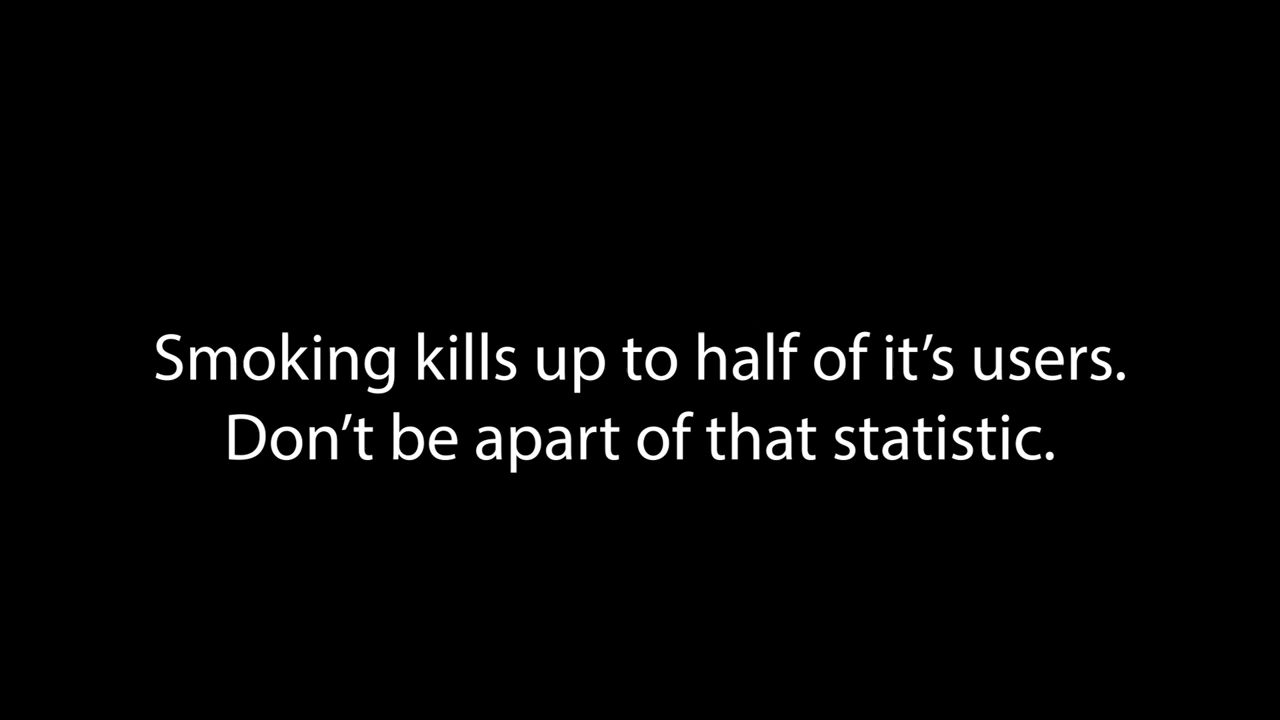 Smoking kills up to half of it’s users.
Don’t be apart of that statistic.